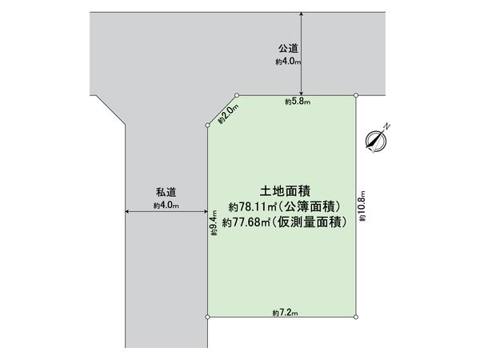 公道
約4.0m
約5.8m
約2.0m
N
私道
約4.0m
土地面積
約78.11㎡(公簿面積)
約77.68㎡(仮測量面積)
約9.4m
約10.8m
約7.2m